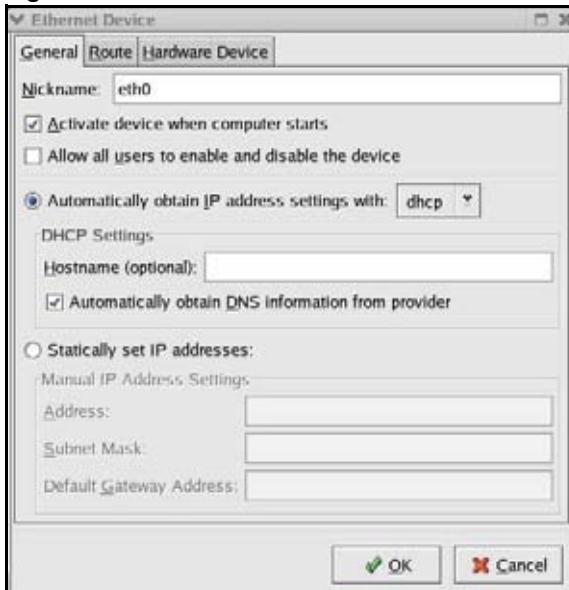 Ethernet Device
General Route Hardware Device
Nickname: eth0
Activate device when computer starts
Allow all users to enable and disable the device
Automatically obtain IP address settings with: dhcp
DHCP Settings
Hostname (optional):
Automatically obtain DNS information from provider
Statically set IP addresses:
Manual IP Address Settings
Address:
Subnet Mask:
Default Gateway Address:
OK Cancel